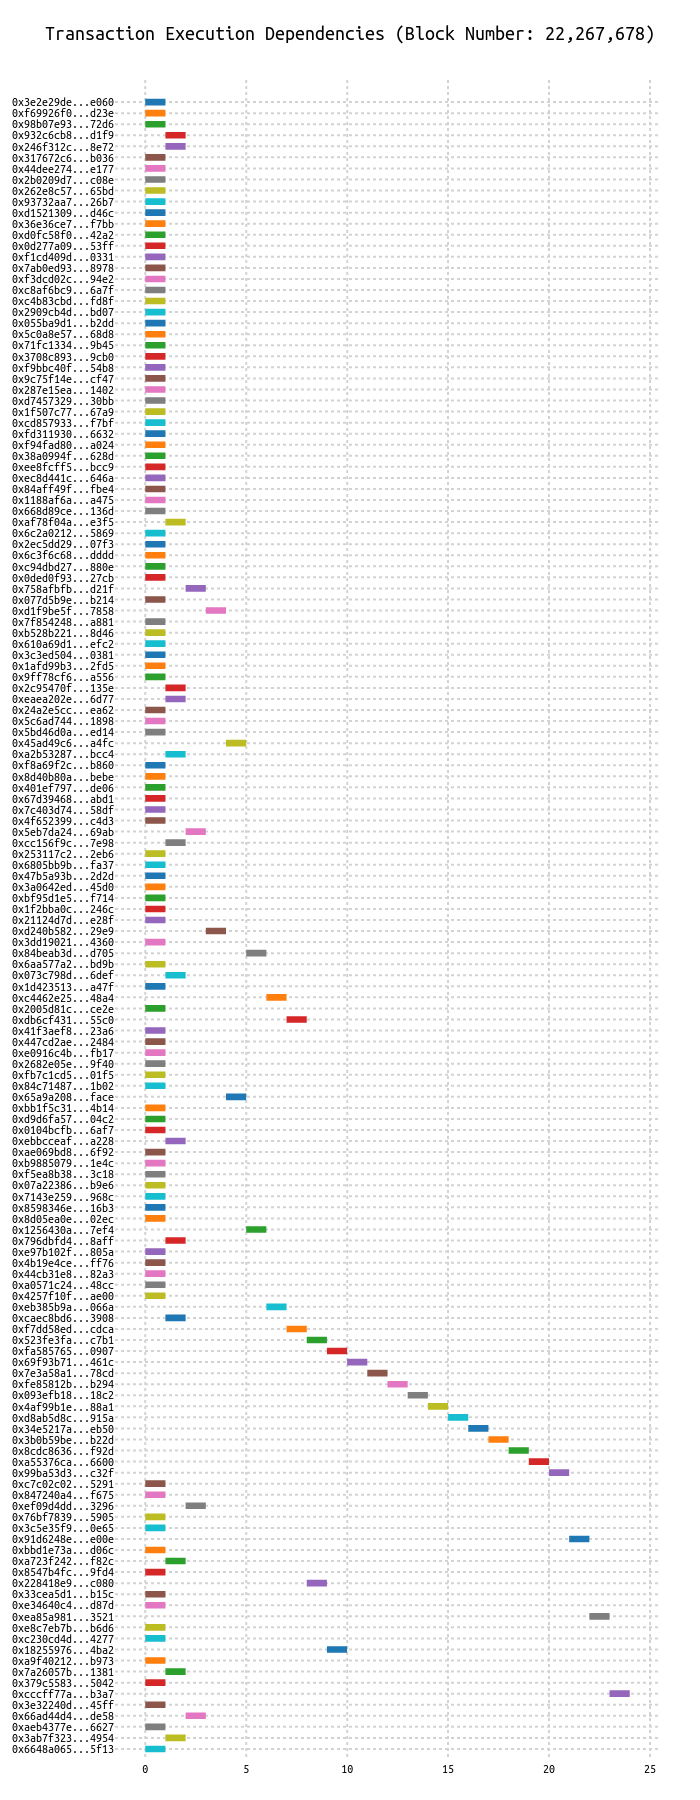 Transaction Execution Dependencies (Block Number: 22,267,678)
0x3e2e29de...e060
0xf69926f0...d23e
0x98b07e93...72d6
0x932c6cb8...d1f9
0x246f312c...8e72
0x317672c6...b036
0x44dee274...e177
0x2b0209d7...c08e
0x262e8c57...65bd
0x93732aa7...26b7
0xd1521309...d46c
0x36e36ce7...f7bb
0xd0fc58f0...42a2
0x0d277a09...53ff
0xf1cd409d...0331
0x7ab0ed93...8978
0xf3dcd02c...94e2
0xc8af6bc9...6a7f
0xc4b83cbd...fd8f
0x2909cb4d...bd07
0x055ba9d1...b2dd
0x5c0a8e57...68d8
0x71fc1334...9b45
0x3708c893...9cb0
0xf9bbc40f...54b8
0x9c75f14e...cf47
0x287e15ea...1402
0xd7457329...30bb
0x1f507c77...67a9
0xcd857933...f7bf
0xfd311930...6632
0xf94fad80...a024
0x38a0994f...628d
0xee8fcff5...bcc9
0xec8d441c...646a
0x84aff49f...fbe4
0x1188af6a...a475
0x668d89ce...136d
0xaf78f04a...e3f5
0x6c2a0212...5869
0x2ec5dd29...07f3
0x6c3f6c68...dddd
0xc94dbd27...880e
0x0ded0f93...27cb
0x758afbfb...d21f
0x077d5b9e...b214
0xd1f9be5f...7858
0x7f854248...a881
0xb528b221...8d46
0x610a69d1...efc2
0x3c3ed504...0381
0x1afd99b3...2fd5
0x9ff78cf6...a556
0x2c95470f...135e
0xeaea202e...6d77
0x24a2e5cc...ea62
0x5c6ad744...1898
0x5bd46d0a...ed14
0x45ad49c6...a4fc
0xa2b53287...bcc4
0xf8a69f2c...b860
0x8d40b80a...bebe
0x401ef797...de06
0x67d39468...abd1
0x7c403d74...58df
0x4f652399...c4d3
0x5eb7da24...69ab
0xcc156f9c...7e98
0x253117c2...2eb6
0x6805bb9b...fa37
0x47b5a93b...2d2d
0x3a0642ed...45d0
0xbf95d1e5...f714
0x1f2bba0c...246c
0x21124d7d...e28f
0xd240b582...29e9
0x3dd19021...4360
0x84beab3d...d705
0x6aa577a2...bd9b
0x073c798d...6def
0x1d423513...a47f
0xc4462e25...48a4
0x2005d81c...ce2e
0xdb6cf431...55c0
0x41f3aef8...23a6
0x447cd2ae...2484
0xe0916c4b...fb17
0x2682e05e...9f40
0xfb7c1cd5...01f5
0x84c71487...1b02
0x65a9a208...face
0xbb1f5c31...4b14
0xd9d6fa57...04c2
0x0104bcfb...6af7
0xebbcceaf...a228
0xae069bd8...6f92
0xb9885079...1e4c
0xf5ea8b38...3c18
0x07a22386...b9e6
0x7143e259...968c
0x8598346e...16b3
0x8d05ea0e...02ec
0x1256430a...7ef4
0x796dbfd4...8aff
0xe97b102f...805a
0x4b19e4ce...ff76
0x44cb31e8...82a3
0xa0571c24...48cc
0x4257f10f...ae00
0xeb385b9a...066a
0xcaec8bd6...3908
0xf7dd58ed...cdca
0x523fe3fa...c7b1
0xfa585765...0907
0x69f93b71...461c
0x7e3a58a1...78cd
0xfe85812b...b294
0x093efb18...18c2
0x4af99b1e...88a1
0xd8ab5d8c...915a
0x34e5217a...eb50
0x3b0b59be...b22d
0x8cdc8636...f92d
0xa55376ca...6600
0x99ba53d3...c32f
0xc7c02c02...5291
0x847240a4...f675
0xef09d4dd...3296
0x76bf7839...5905
0x3c5e35f9...0e65
0x91d6248e...e00e
0xbbd1e73a...d06c
0xa723f242...f82c
0x8547b4fc...9fd4
0x228418e9...c080
0x33cea5d1...b15c
0xe34640c4...d87d
0xea85a981...3521
0xe8c7eb7b...b6d6
0xc230cd4d...4277
0x18255976...4ba2
0xa9f40212...b973
0x7a26057b...1381
0x379c5583...5042
0xcccff77a...b3a7
0x3e32240d...45ff
0x66ad44d4...de58
0xaeb4377e...6627
0x3ab7f323...4954
0x6648a065...5f13
0 5 10 15 20 25